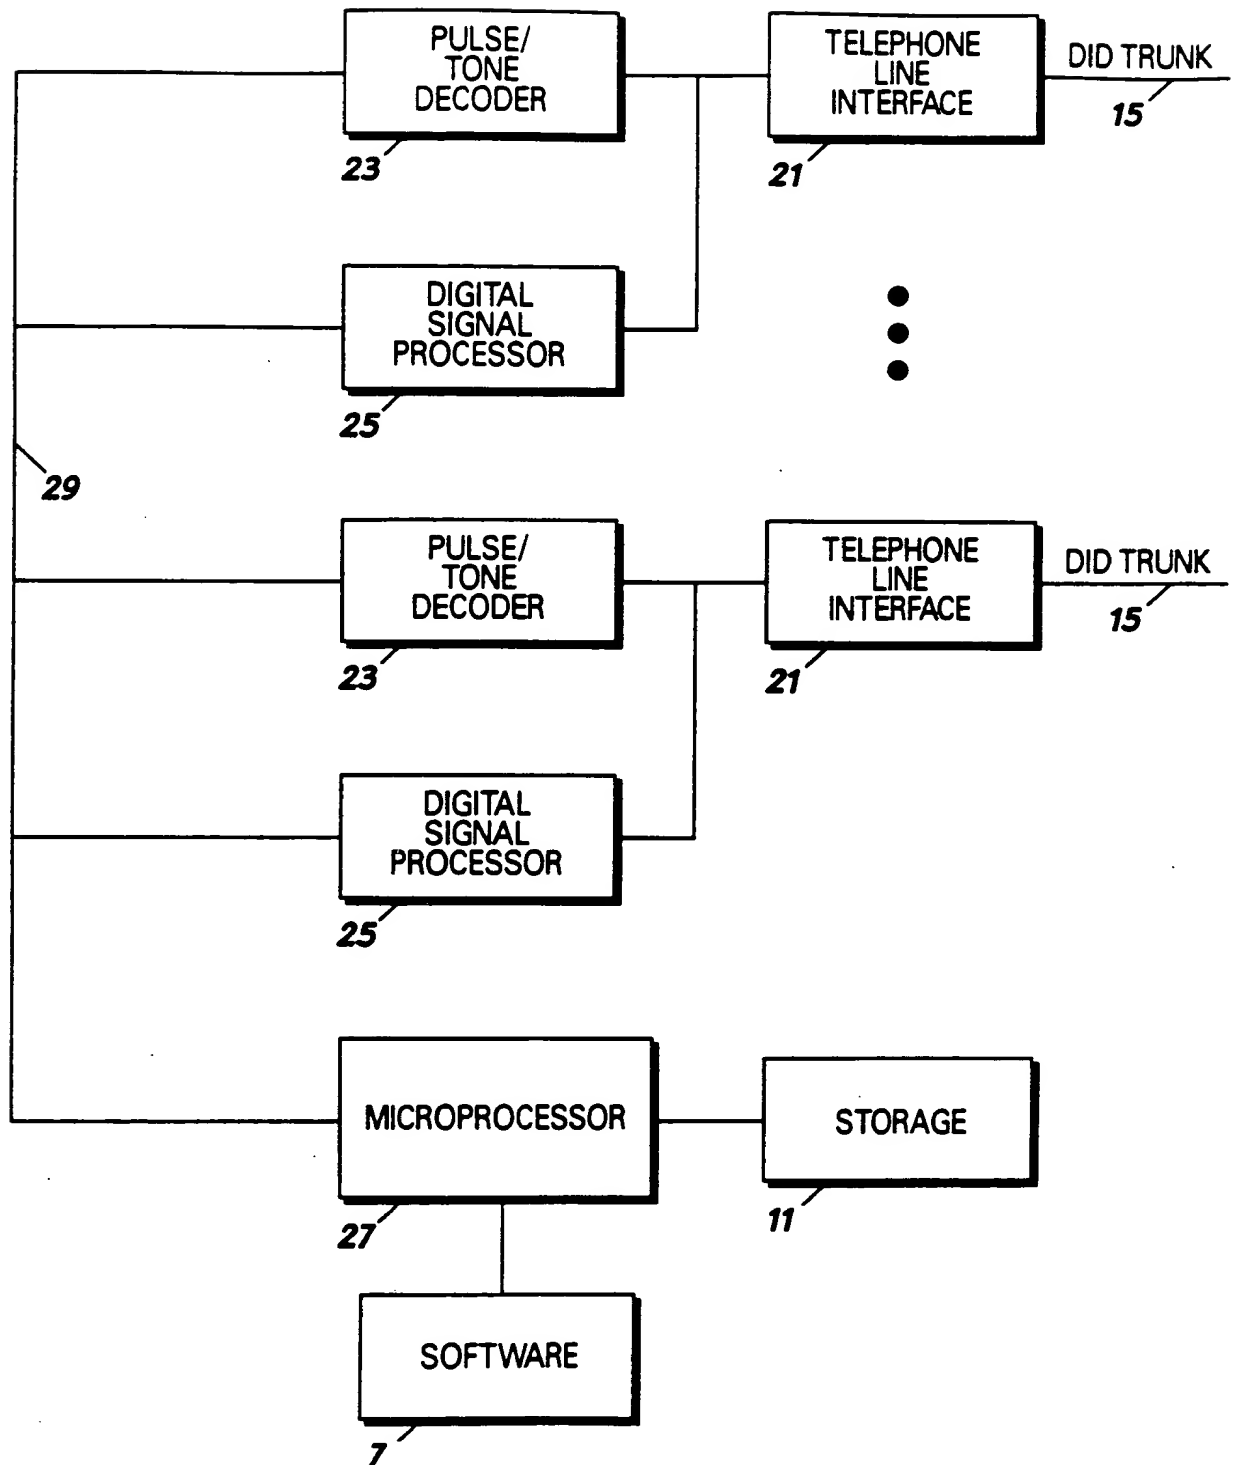 PULSE/
TONE
DECODER
23
TELEPHONE
LINE
INTERFACE
21
DID TRUNK
15
DIGITAL
SIGNAL
PROCESSOR
25
29
PULSE/
TONE
DECODER
23
TELEPHONE
LINE
INTERFACE
21
DID TRUNK
15
DIGITAL
SIGNAL
PROCESSOR
25
MICROPROCESSOR
27
STORAGE
11
SOFTWARE
7